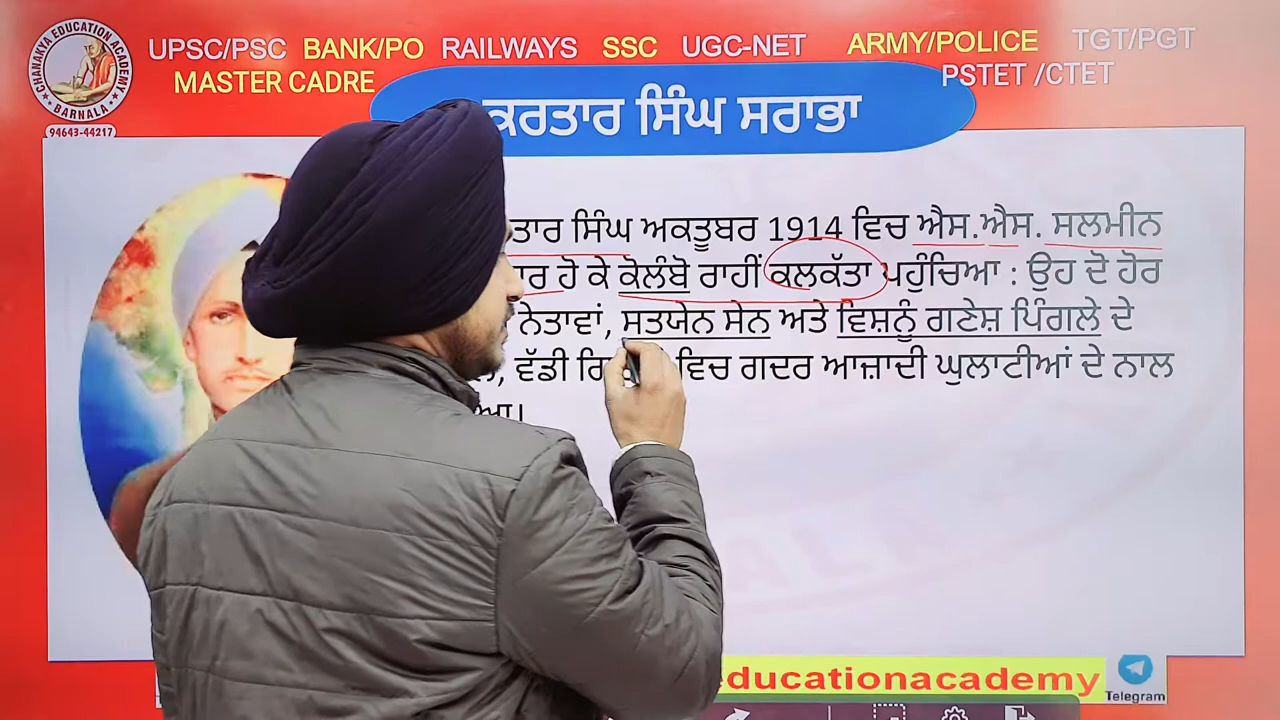 CHANAKYA EDUCATION ACADEMY
BARNALA
94643-44217
UPSC/PSC BANK/PO RAILWAYS SSC UGC-NET ARMY/POLICE TGT/PGT
MASTER CADRE PSTET /CTET
ਕਰਤਾਰ ਸਿੰਘ ਸਰਾਭਾ
ਸਿੰਘ ਅਕਤੂਬਰ 1914 ਵਿਚ ਐਸ.ਐਸ. ਸਲਮੀਨ
ਹੋ ਕੇ ਕੋਲੰਬੋ ਰਾਹੀਂ ਕਲਕੱਤਾ ਪਹੁੰਚਿਆ : ਉਹ ਦੋ ਹੋਰ
ਨੇਤਾਵਾਂ, ਸਤਯੇਨ ਸੇਨ ਅਤੇ ਵਿਸ਼ਨੂੰ ਗਣੇਸ਼ ਪਿੰਗਲੇ ਦੇ
ਵੱਡੀ ਵਿਚ ਗਦਰ ਆਜ਼ਾਦੀ ਘੁਲਾਟੀਆਂ ਦੇ ਨਾਲ
educationacademy
Telegram